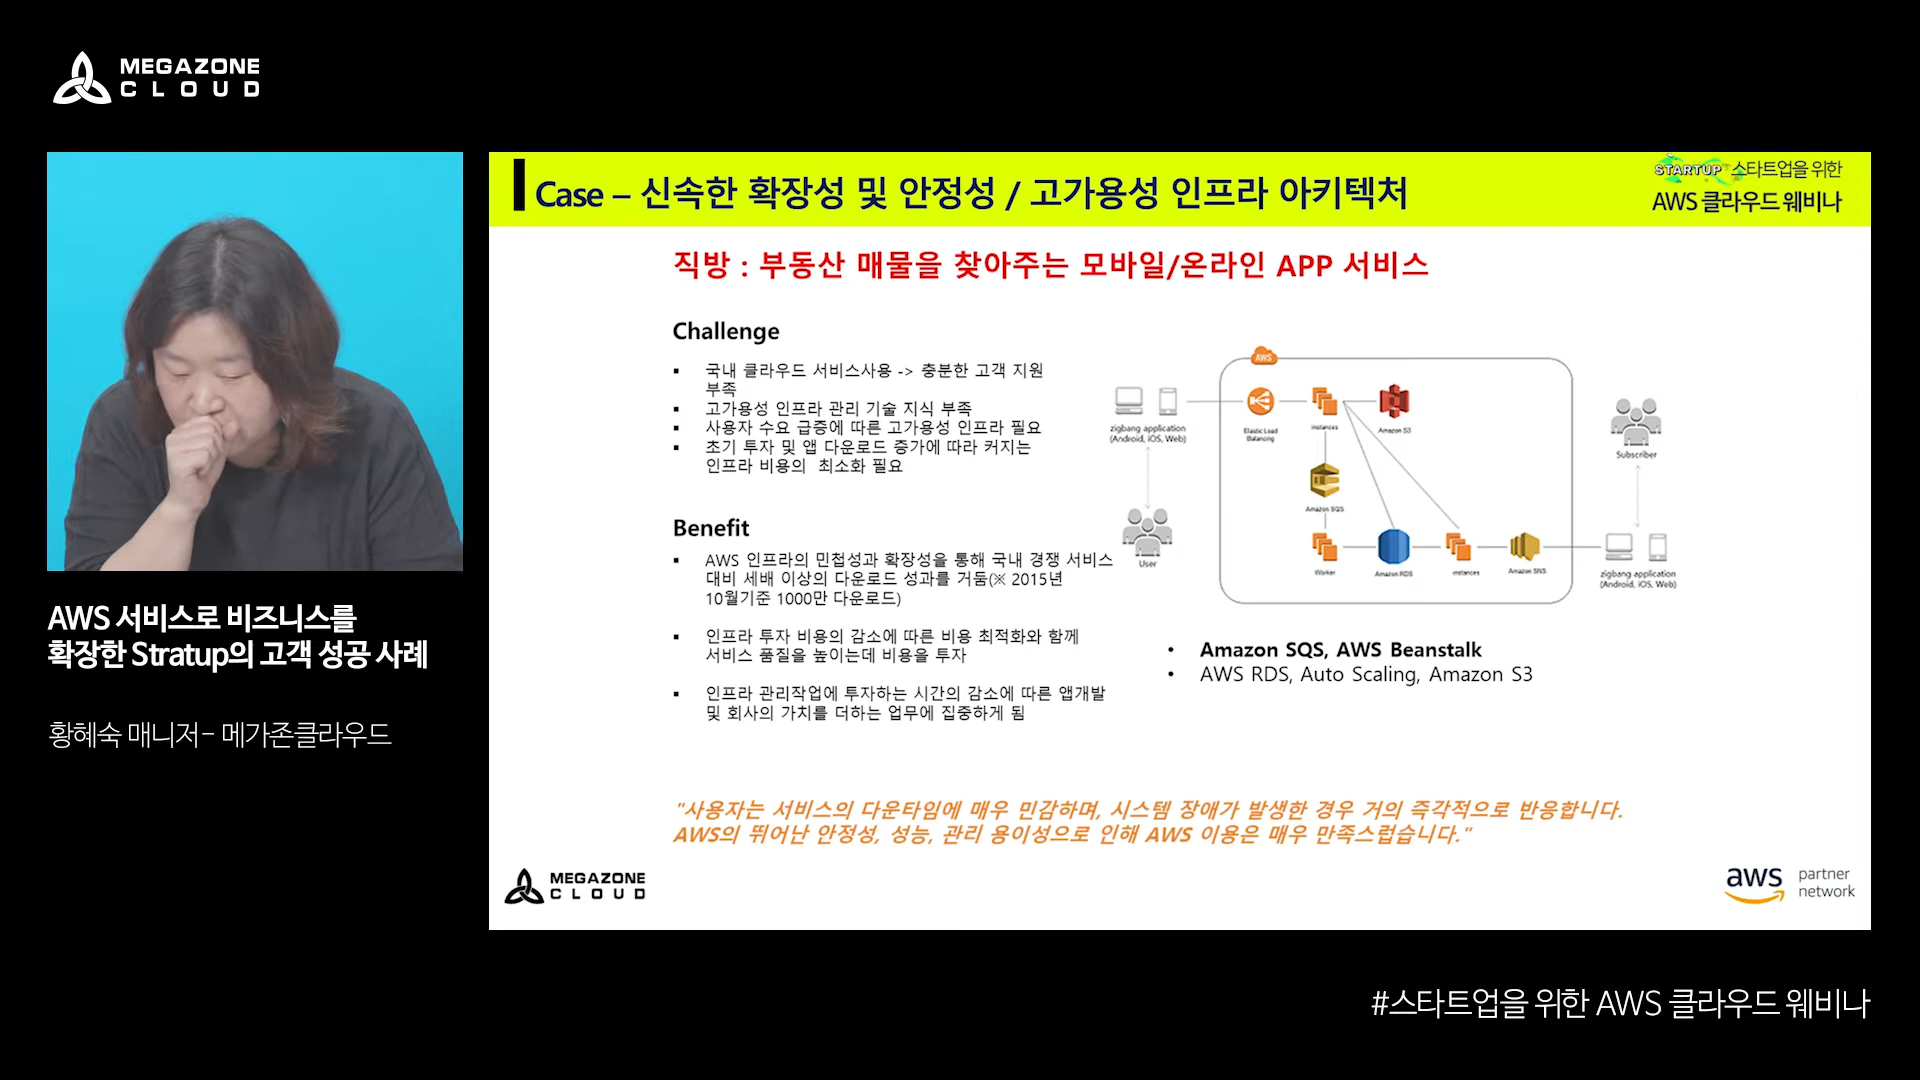 MEGAZONE
CLOUD
Case – 신속한 확장성 및 안정성 / 고가용성 인프라 아키텍처
STARTUP 스타트업을 위한
AWS 클라우드 웨비나
직방 : 부동산 매물을 찾아주는 모바일/온라인 APP 서비스
Challenge
▪ 국내 클라우드 서비스사용 -> 충분한 고객 지원
부족
▪ 고가용성 인프라 관리 기술 지식 부족
▪ 사용자 수요 급증에 따른 고가용성 인프라 필요
▪ 초기 투자 및 앱 다운로드 증가에 따라 커지는
인프라 비용의 최소화 필요
Benefit
▪ AWS 인프라의 민첩성과 확장성을 통해 국내 경쟁 서비스
대비 세배 이상의 다운로드 성과를 거둠(※ 2015년
10월기준 1000만 다운로드)
▪ 인프라 투자 비용의 감소에 따른 비용 최적화와 함께
서비스 품질을 높이는데 비용을 투자
▪ 인프라 관리작업에 투자하는 시간의 감소에 따른 앱개발
및 회사의 가치를 더하는 업무에 집중하게 됨
AWS
zigbang application
(Android, iOS, Web)
Elastic Load
Balancing
instances
Amazon S3
Subscriber
Amazon SQS
User
Worker
Amazon RDS
instances
Amazon SNS
zigbang application
(Android, iOS, Web)
• Amazon SQS, AWS Beanstalk
• AWS RDS, Auto Scaling, Amazon S3
"사용자는 서비스의 다운타임에 매우 민감하며, 시스템 장애가 발생한 경우 거의 즉각적으로 반응합니다.
AWS의 뛰어난 안정성, 성능, 관리 용이성으로 인해 AWS 이용은 매우 만족스럽습니다."
MEGAZONE
CLOUD
aws partner
network
AWS 서비스로 비즈니스를
확장한 Stratup의 고객 성공 사례
황혜숙 매니저 - 메가존클라우드
#스타트업을 위한 AWS 클라우드 웨비나